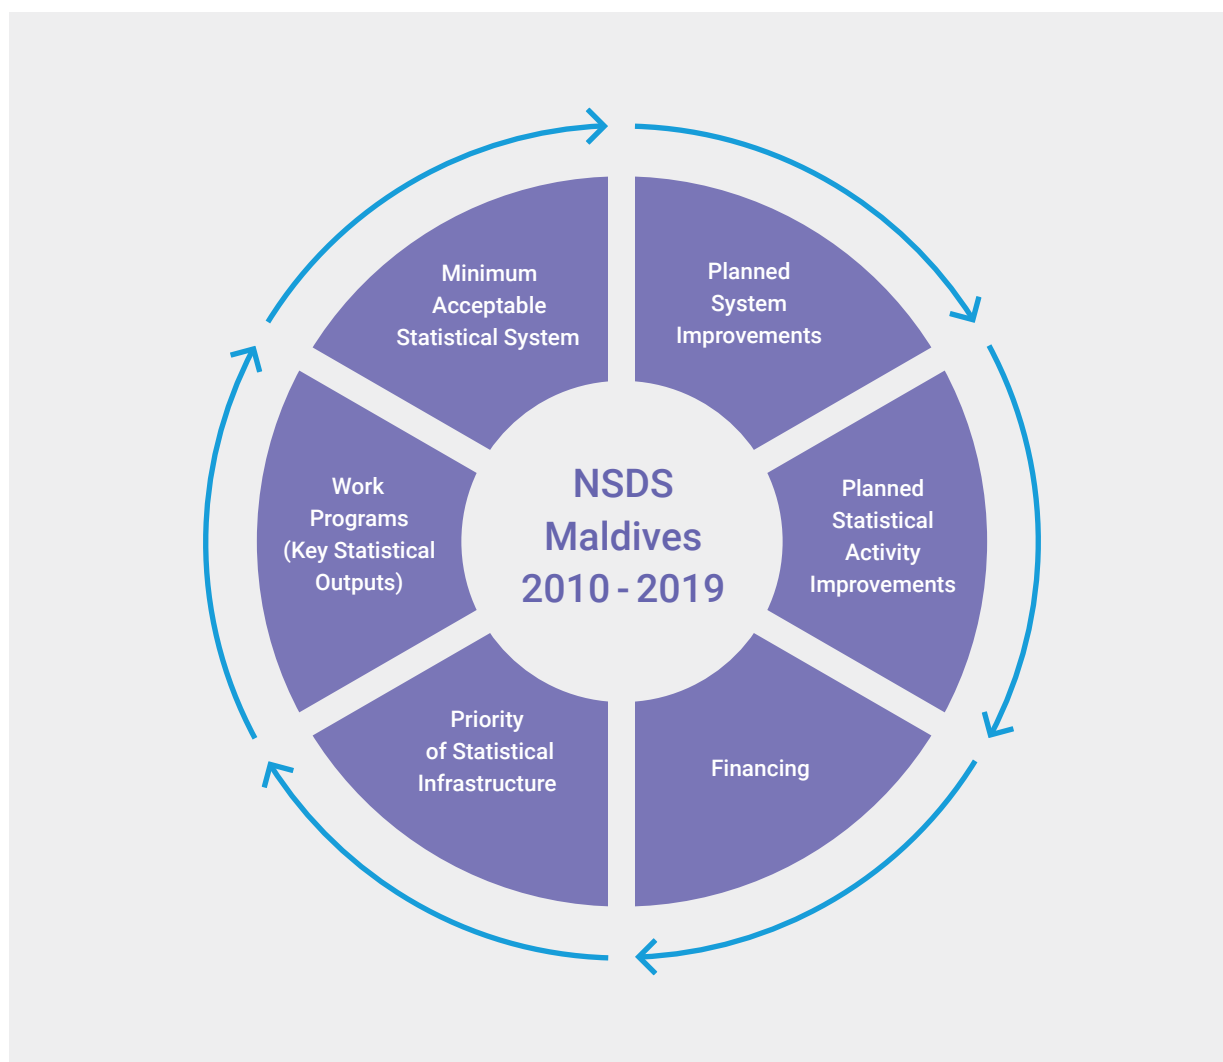 Minimum
Acceptable
Statistical System
Planned
System
Improvements
Work
Programs
(Key Statistical
Outputs)
NSDS
Maldives
2010 - 2019
Planned
Statistical
Activity
Improvements
Priority
of Statistical
Infrastructure
Financing